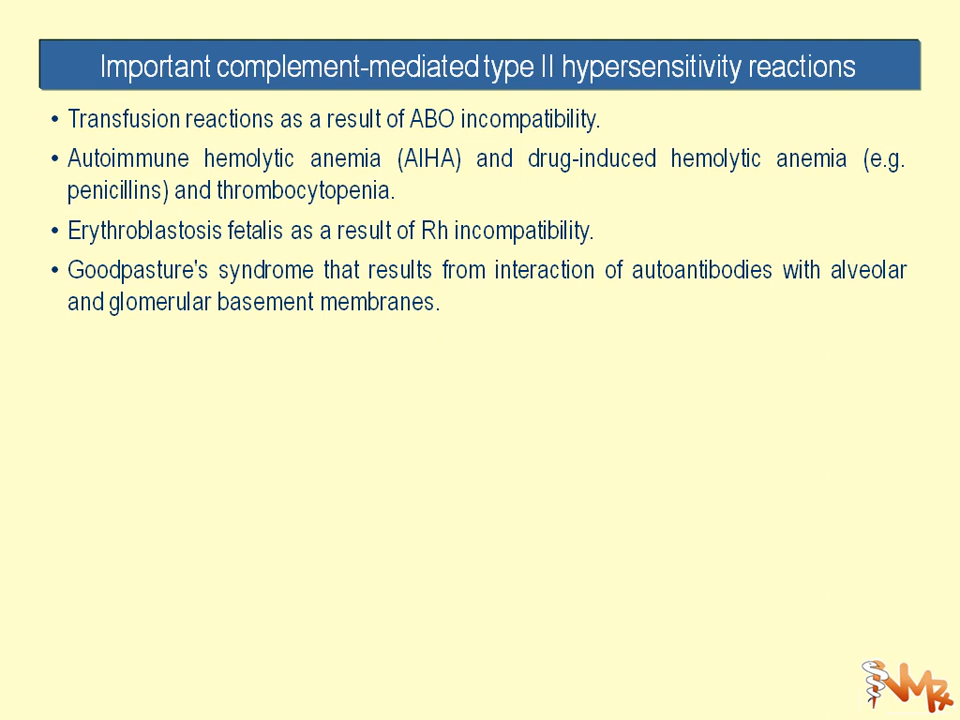 Important complement-mediated type II hypersensitivity reactions
• Transfusion reactions as a result of ABO incompatibility.
• Autoimmune hemolytic anemia (AIHA) and drug-induced hemolytic anemia (e.g.
penicillins) and thrombocytopenia.
• Erythroblastosis fetalis as a result of Rh incompatibility.
• Goodpasture's syndrome that results from interaction of autoantibodies with alveolar
and glomerular basement membranes.
VMRx